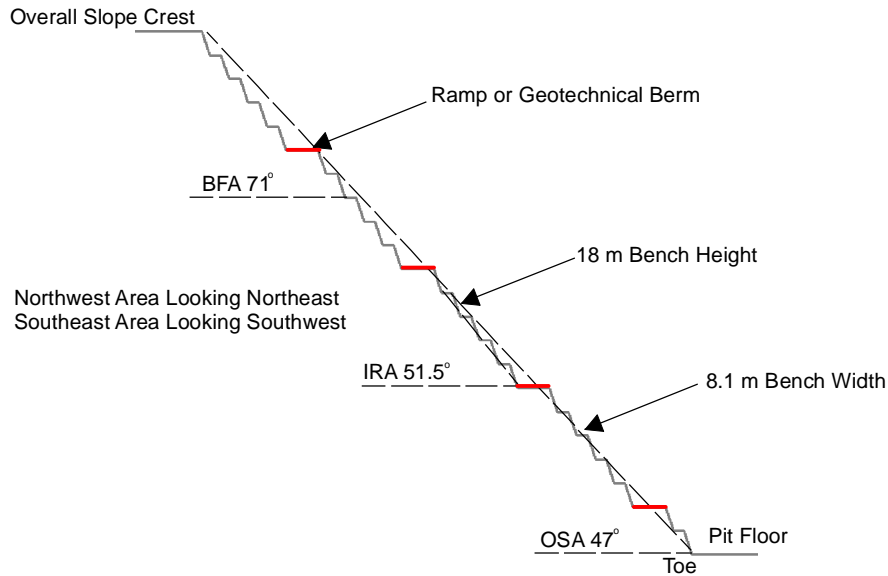 Overall Slope Crest
Ramp or Geotechnical Berm
BFA 71°
18 m Bench Height
Northwest Area Looking Northeast
Southeast Area Looking Southwest
IRA 51.5°
8.1 m Bench Width
OSA 47°
Pit Floor
Toe